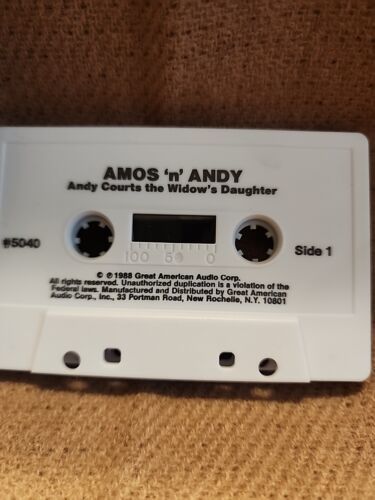 AMOS 'n' ANDY
Andy Courts the Widow's Daughter
#5040
Side 1
100 50 0
© ℗ 1988 Great American Audio Corp.
All rights reserved. Unauthorized duplication is a violation of the
Federal laws. Manufactured and Distributed by Great American
Audio Corp., Inc., 33 Portman Road, New Rochelle, N.Y. 10801